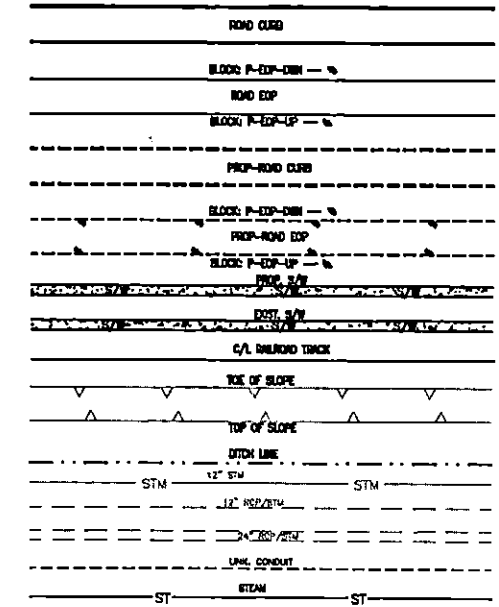 ROAD CURB
BLOCK: P-EOP-DWN
ROAD EOP
BLOCK: P-EOP-UP
PROP-ROAD CURB
BLOCK: P-EOP-DWN
PROP-ROAD EOP
BLOCK: P-EOP-UP
PROP. S/W
S/W S/W S/W
EXIST. S/W
S/W S/W S/W
C/L RAILROAD TRACK
TOE OF SLOPE
TOP OF SLOPE
DITCH LINE
12" STM
STM STM
12" RCP/STM
24" RCP/STM
UNK. CONDUIT
STEAM
ST ST